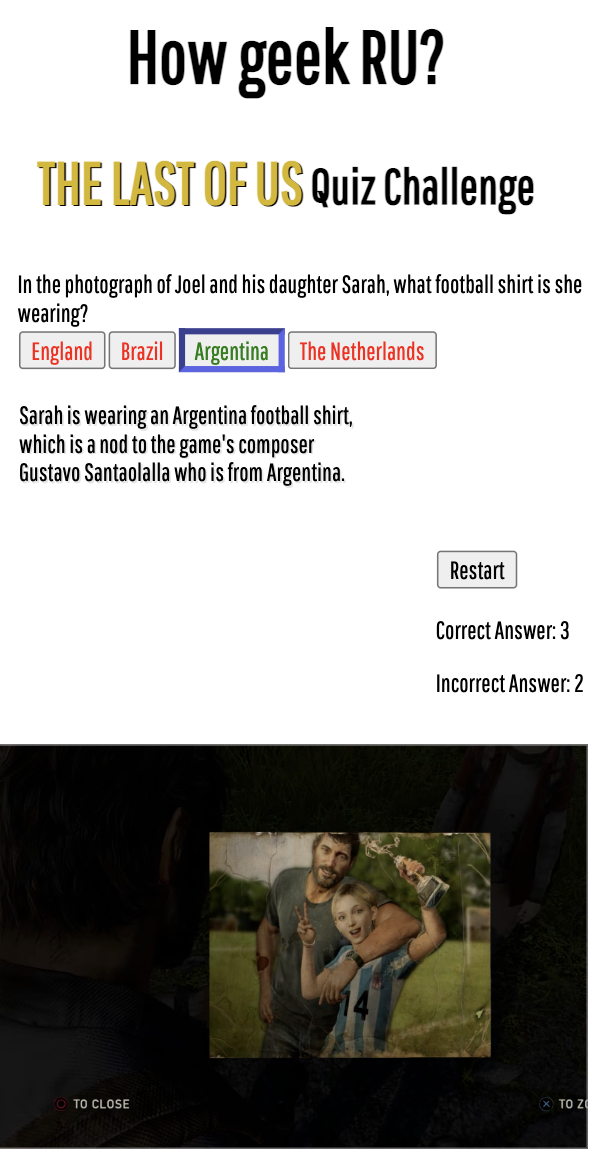 How geek RU?
THE LAST OF US Quiz Challenge
In the photograph of Joel and his daughter Sarah, what football shirt is she
wearing?
England Brazil Argentina The Netherlands
Sarah is wearing an Argentina football shirt,
which is a nod to the game's composer
Gustavo Santaolalla who is from Argentina.
Restart
Correct Answer: 3
Incorrect Answer: 2
14
TO CLOSE TO ZO